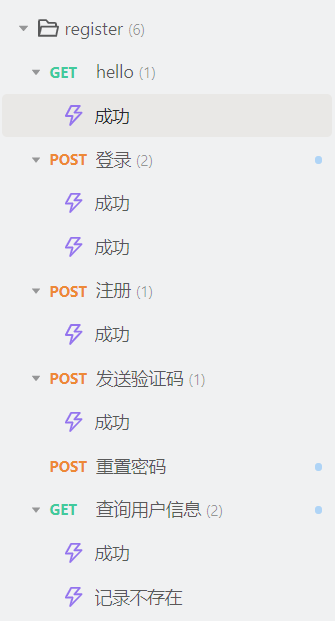 register (6)
GET hello (1)
成功
POST 登录 (2)
成功
成功
POST 注册 (1)
成功
POST 发送验证码 (1)
成功
POST 重置密码
GET 查询用户信息 (2)
成功
记录不存在